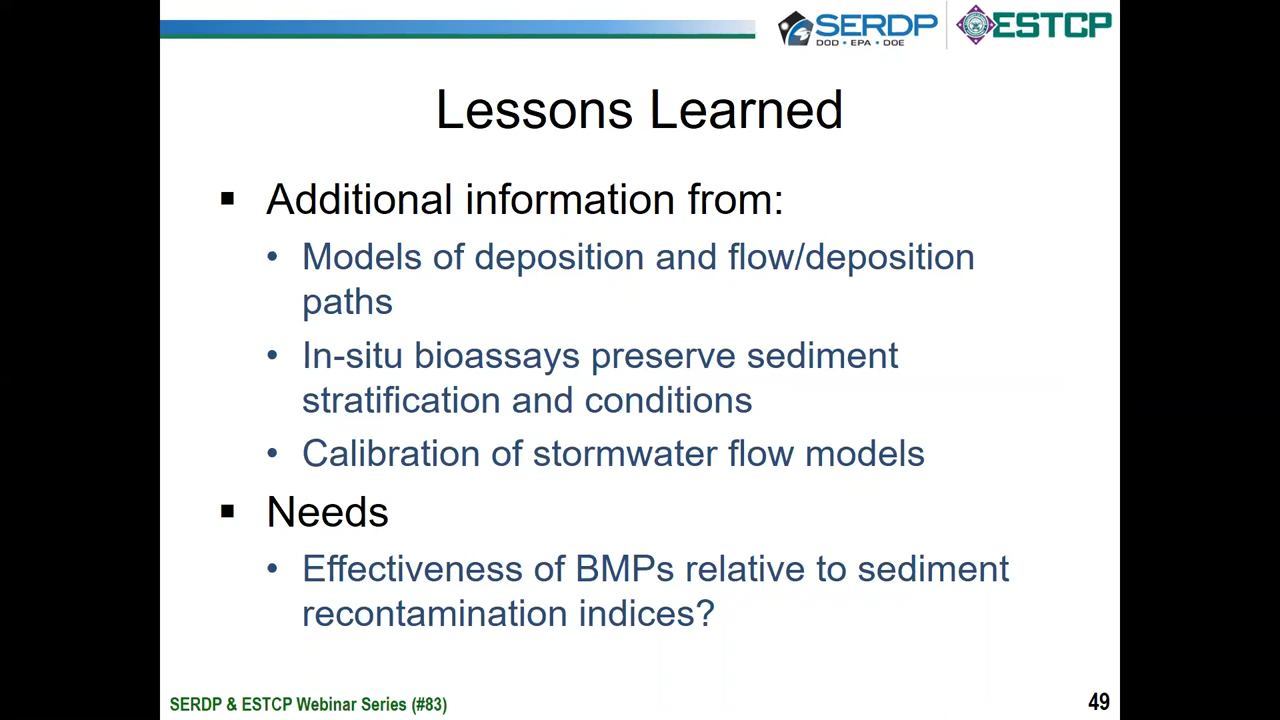 SERDP
DOD • EPA • DOE
ESTCP
Lessons Learned
▪ Additional information from:
• Models of deposition and flow/deposition
paths
• In-situ bioassays preserve sediment
stratification and conditions
• Calibration of stormwater flow models
▪ Needs
• Effectiveness of BMPs relative to sediment
recontamination indices?
SERDP & ESTCP Webinar Series (#83)
49